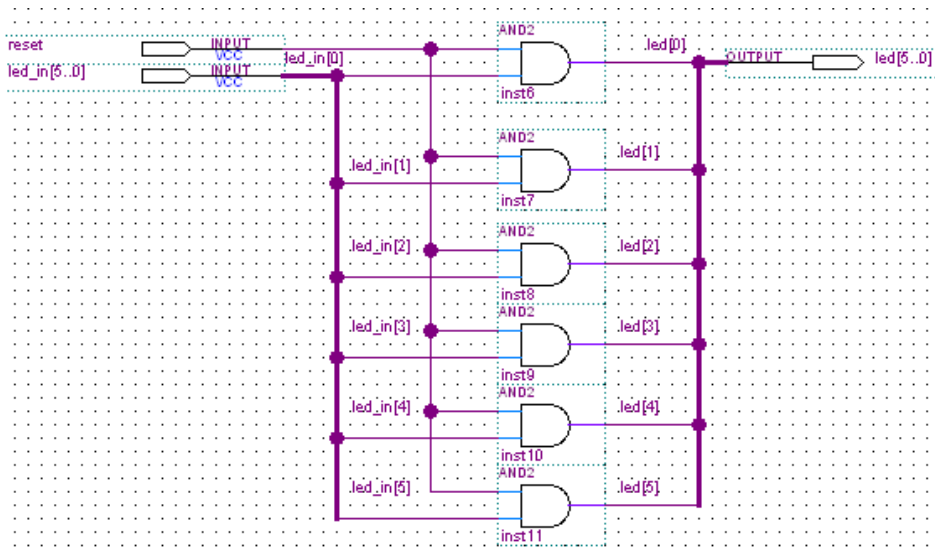 reset
INPUT
VCC
led_in[5..0]
INPUT
VCC
led_in[0]
AND2
inst6
led[0]
OUTPUT
led[5..0]
AND2
led_in[1]
inst7
led[1]
AND2
led_in[2]
inst8
led[2]
AND2
led_in[3]
inst9
led[3]
AND2
led_in[4]
inst10
led[4]
AND2
led_in[5]
inst11
led[5]